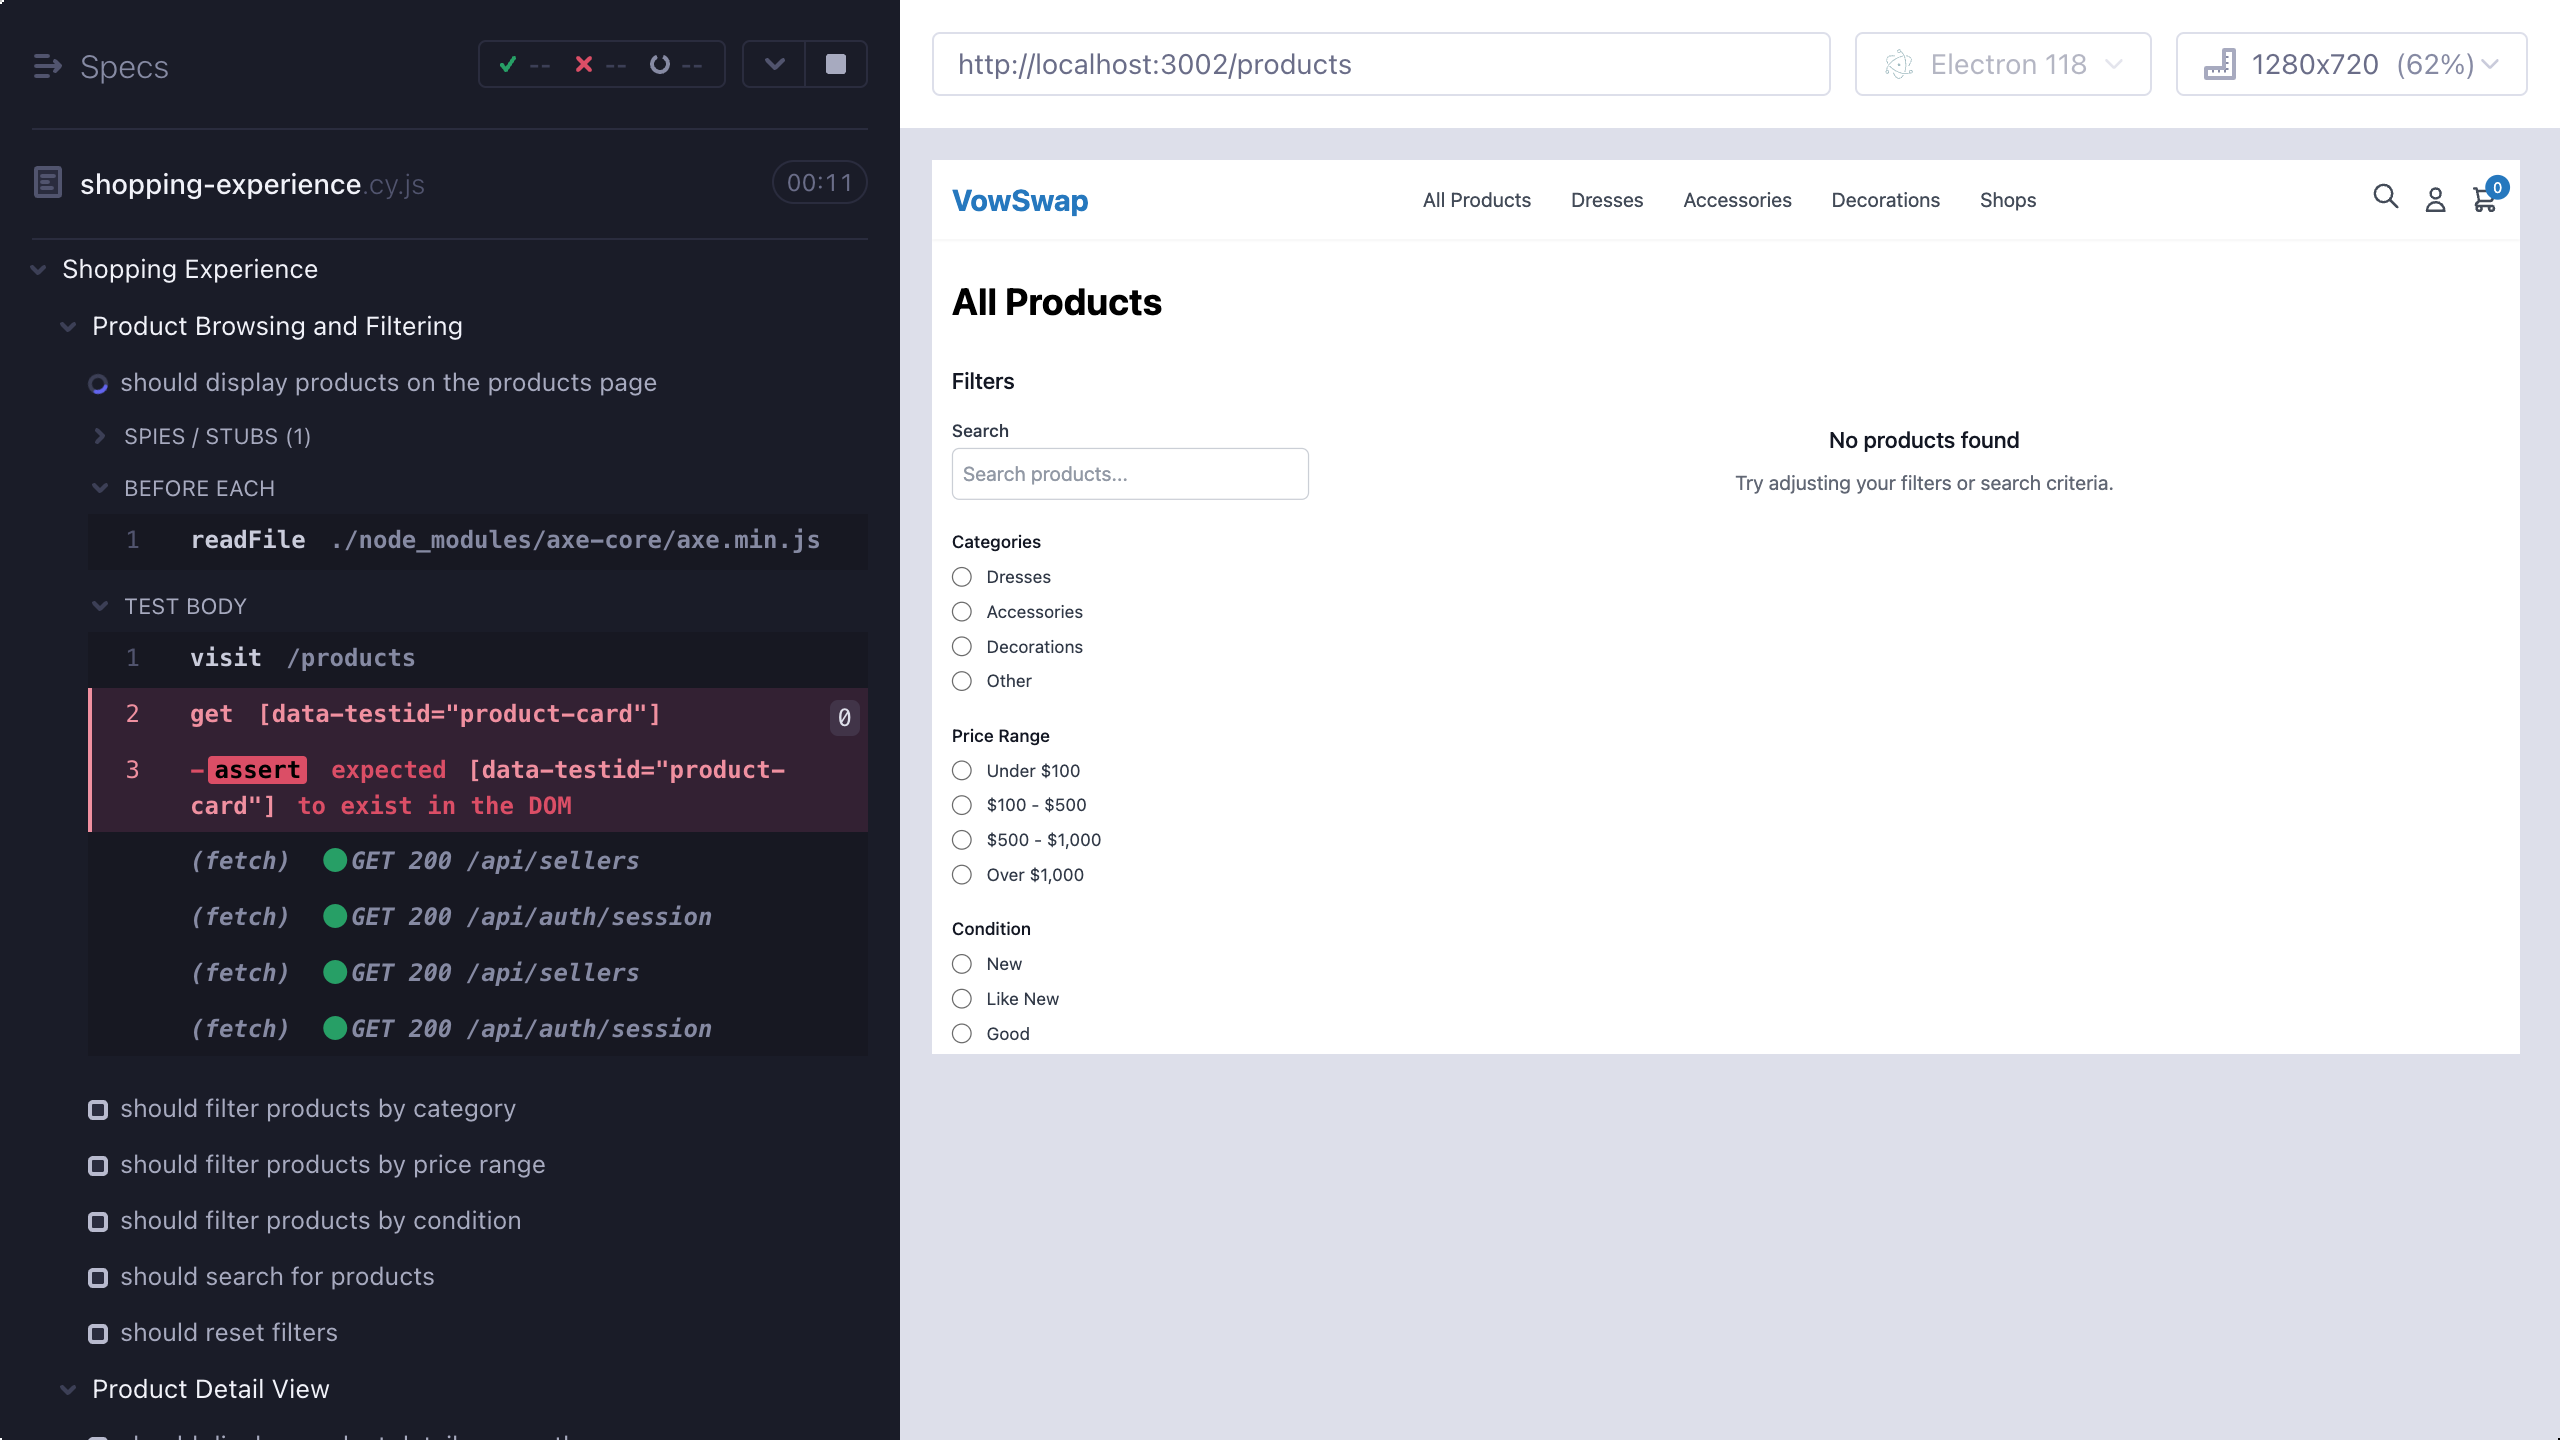 Specs
--
--
--
shopping-experience.cy.js
00:11
Shopping Experience
Product Browsing and Filtering
should display products on the products page
SPIES / STUBS (1)
BEFORE EACH
1 readFile ./node_modules/axe-core/axe.min.js
TEST BODY
1 visit /products
2 get [data-testid="product-card"] 0
3 -assert expected [data-testid="product-
card"] to exist in the DOM
(fetch) GET 200 /api/sellers
(fetch) GET 200 /api/auth/session
(fetch) GET 200 /api/sellers
(fetch) GET 200 /api/auth/session
should filter products by category
should filter products by price range
should filter products by condition
should search for products
should reset filters
Product Detail View
http://localhost:3002/products
Electron 118
1280x720 (62%)
VowSwap
All Products
Dresses
Accessories
Decorations
Shops
0
All Products
Filters
Search
Search products...
Categories
Dresses
Accessories
Decorations
Other
Price Range
Under $100
$100 - $500
$500 - $1,000
Over $1,000
Condition
New
Like New
Good
No products found
Try adjusting your filters or search criteria.